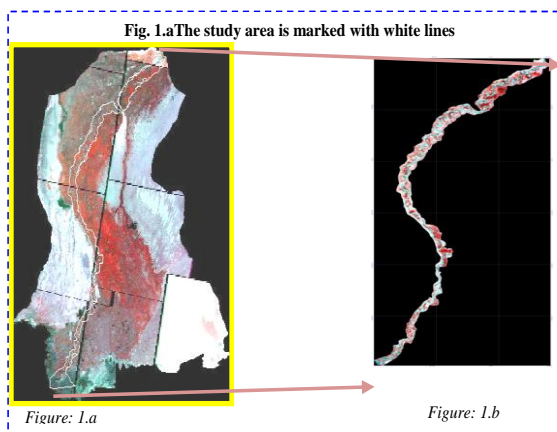 Fig. 1.aThe study area is marked with white lines
Figure: 1.a
Figure: 1.b